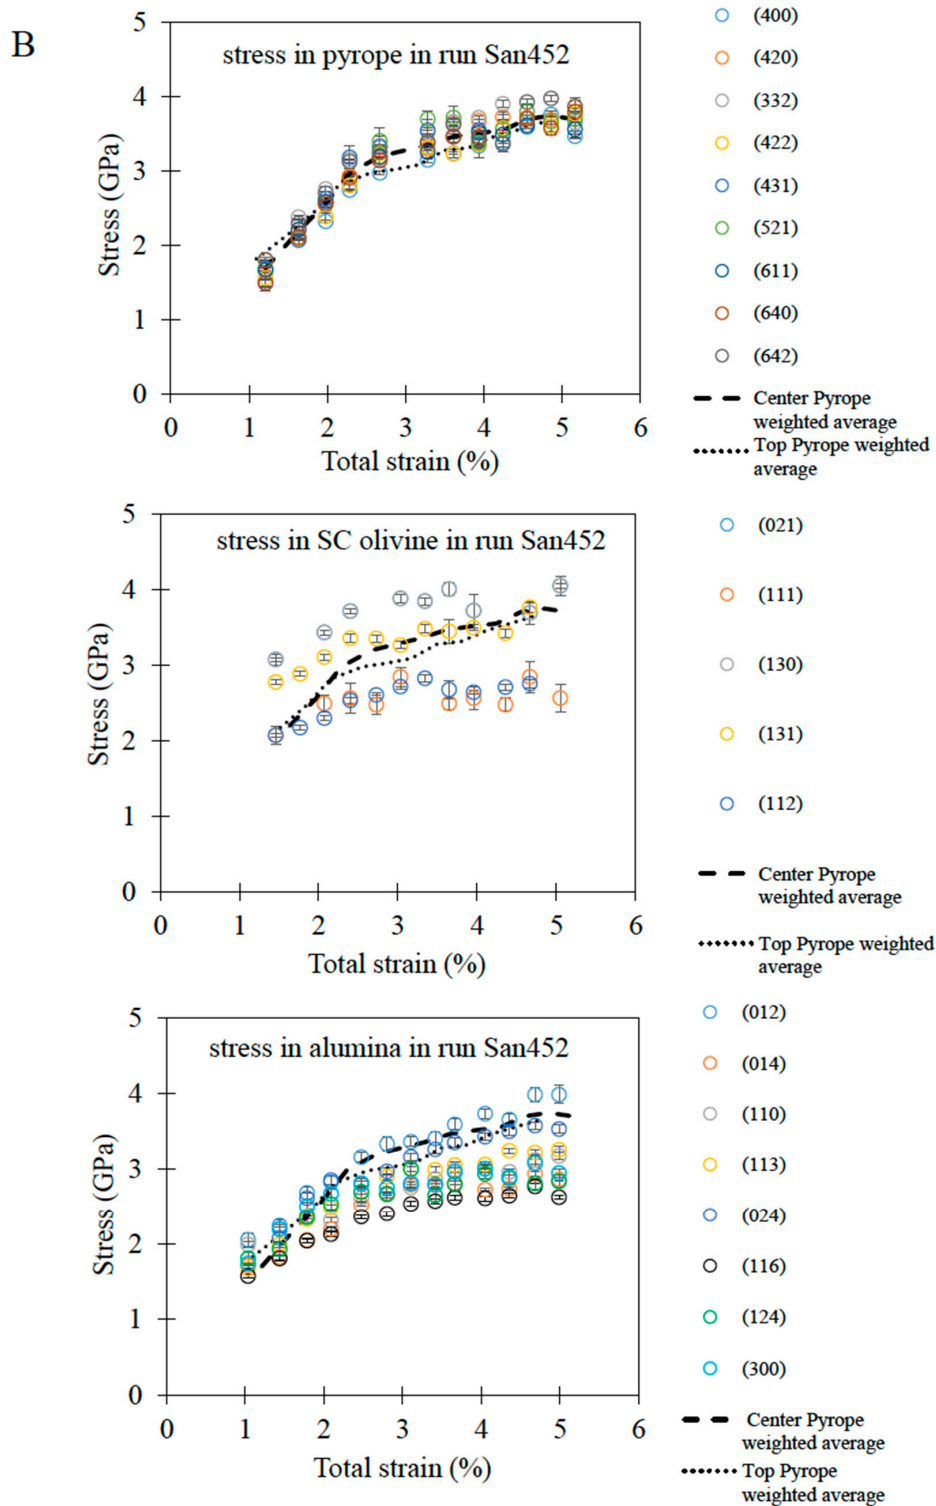 B
stress in pyrope in run San452
5
4
3
2
1
0
Stress (GPa)
0 1 2 3 4 5 6
Total strain (%)
(400)
(420)
(332)
(422)
(431)
(521)
(611)
(640)
(642)
Center Pyrope
weighted average
Top Pyrope weighted
average
stress in SC olivine in run San452
5
4
3
2
1
0
Stress (GPa)
0 1 2 3 4 5 6
Total strain (%)
(021)
(111)
(130)
(131)
(112)
Center Pyrope
weighted average
Top Pyrope weighted
average
stress in alumina in run San452
5
4
3
2
1
0
Stress (GPa)
0 1 2 3 4 5 6
Total strain (%)
(012)
(014)
(110)
(113)
(024)
(116)
(124)
(300)
Center Pyrope
weighted average
Top Pyrope
weighted average